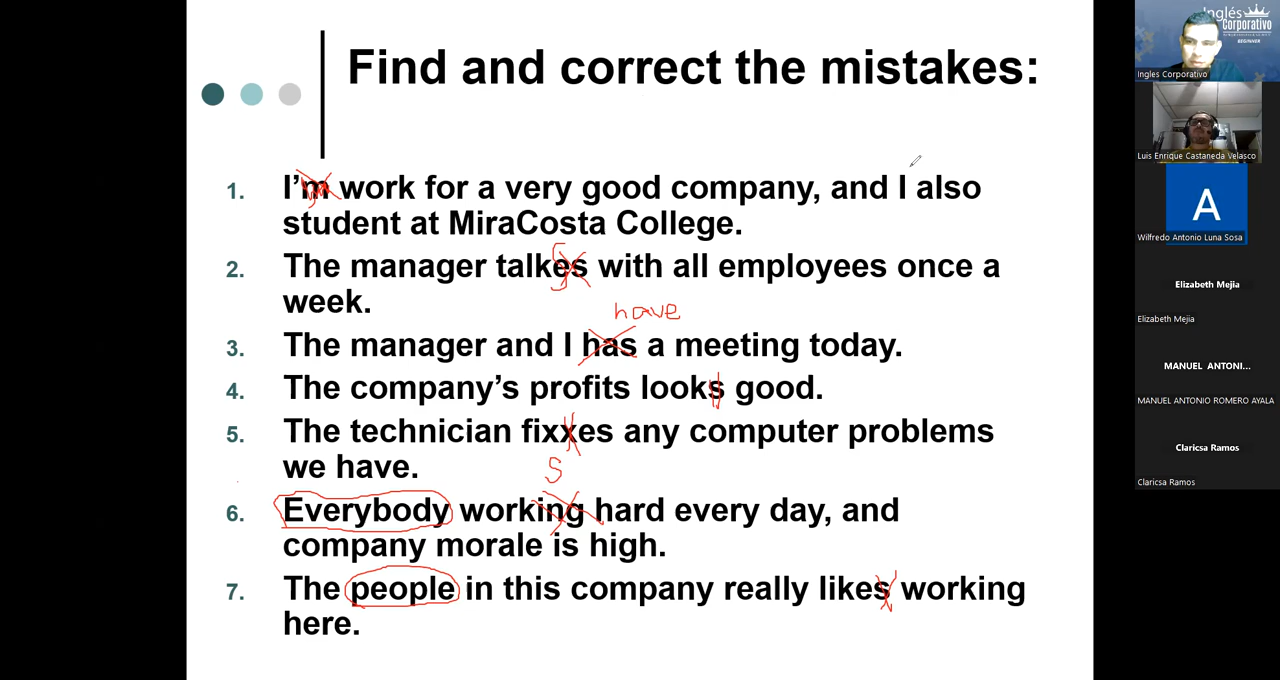 Find and correct the mistakes:
1. I'm work for a very good company, and I also
student at MiraCosta College.
2. The manager talkes with all employees once a
week.
have
3. The manager and I has a meeting today.
4. The company's profits looks good.
5. The technician fixxes any computer problems
we have.
S
6. Everybody working hard every day, and
company morale is high.
7. The people in this company really likes working
here.
Inglés
Corporativo
BEGINNER
Ingles Corporativo
Luis Enrique Castaneda Velasco
A
Wilfredo Antonio Luna Sosa
Elizabeth Mejia
Elizabeth Mejia
MANUEL ANTONI...
MANUEL ANTONIO ROMERO AYALA
Claricsa Ramos
Claricsa Ramos